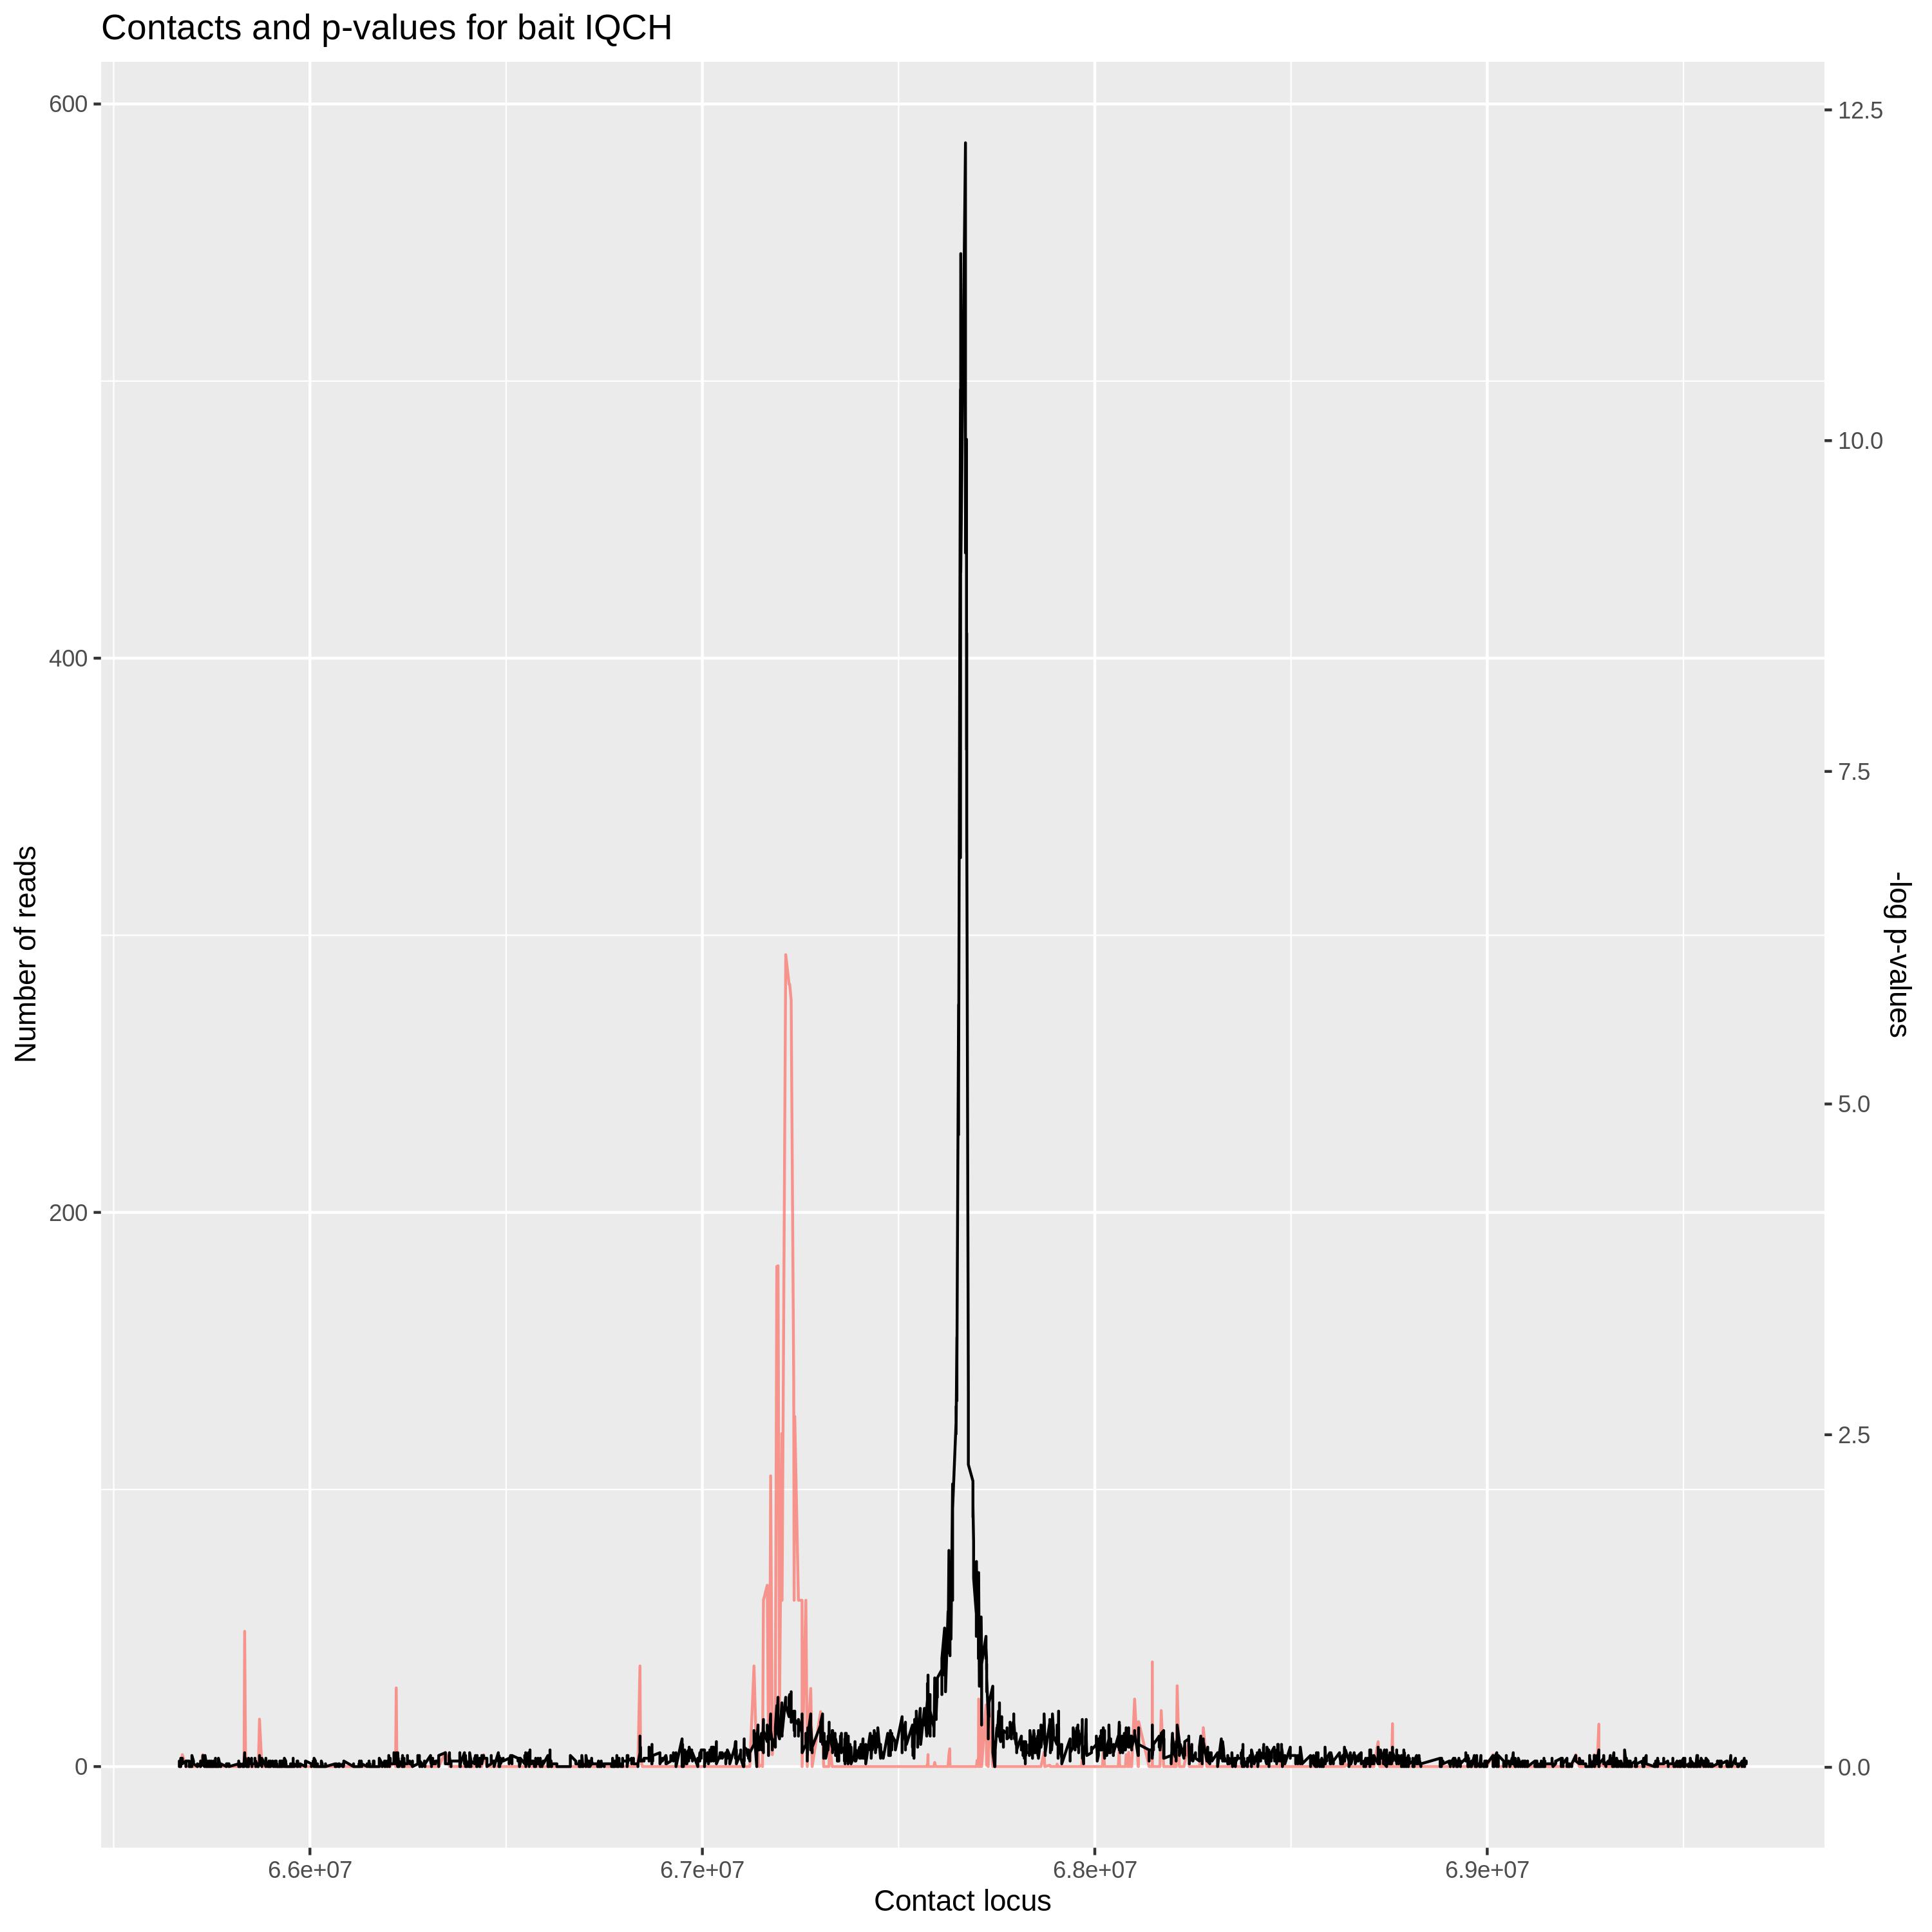 Contacts and p-values for bait IQCH
600
400
200
0
12.5
10.0
7.5
5.0
2.5
0.0
Number of reads
-log p-values
6.6e+07 6.7e+07 6.8e+07 6.9e+07
Contact locus